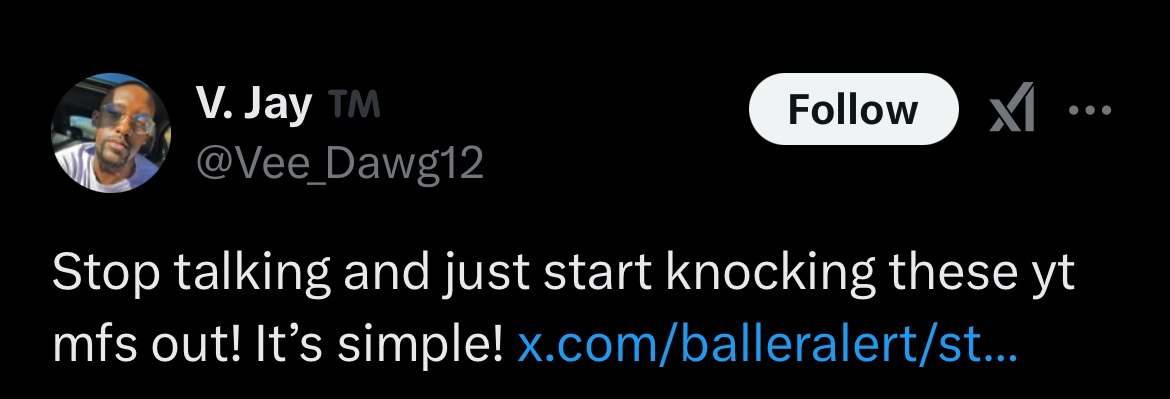 V. Jay ™
Follow
@Vee_Dawg12
Stop talking and just start knocking these yt
mfs out! It’s simple! x.com/balleralert/st…